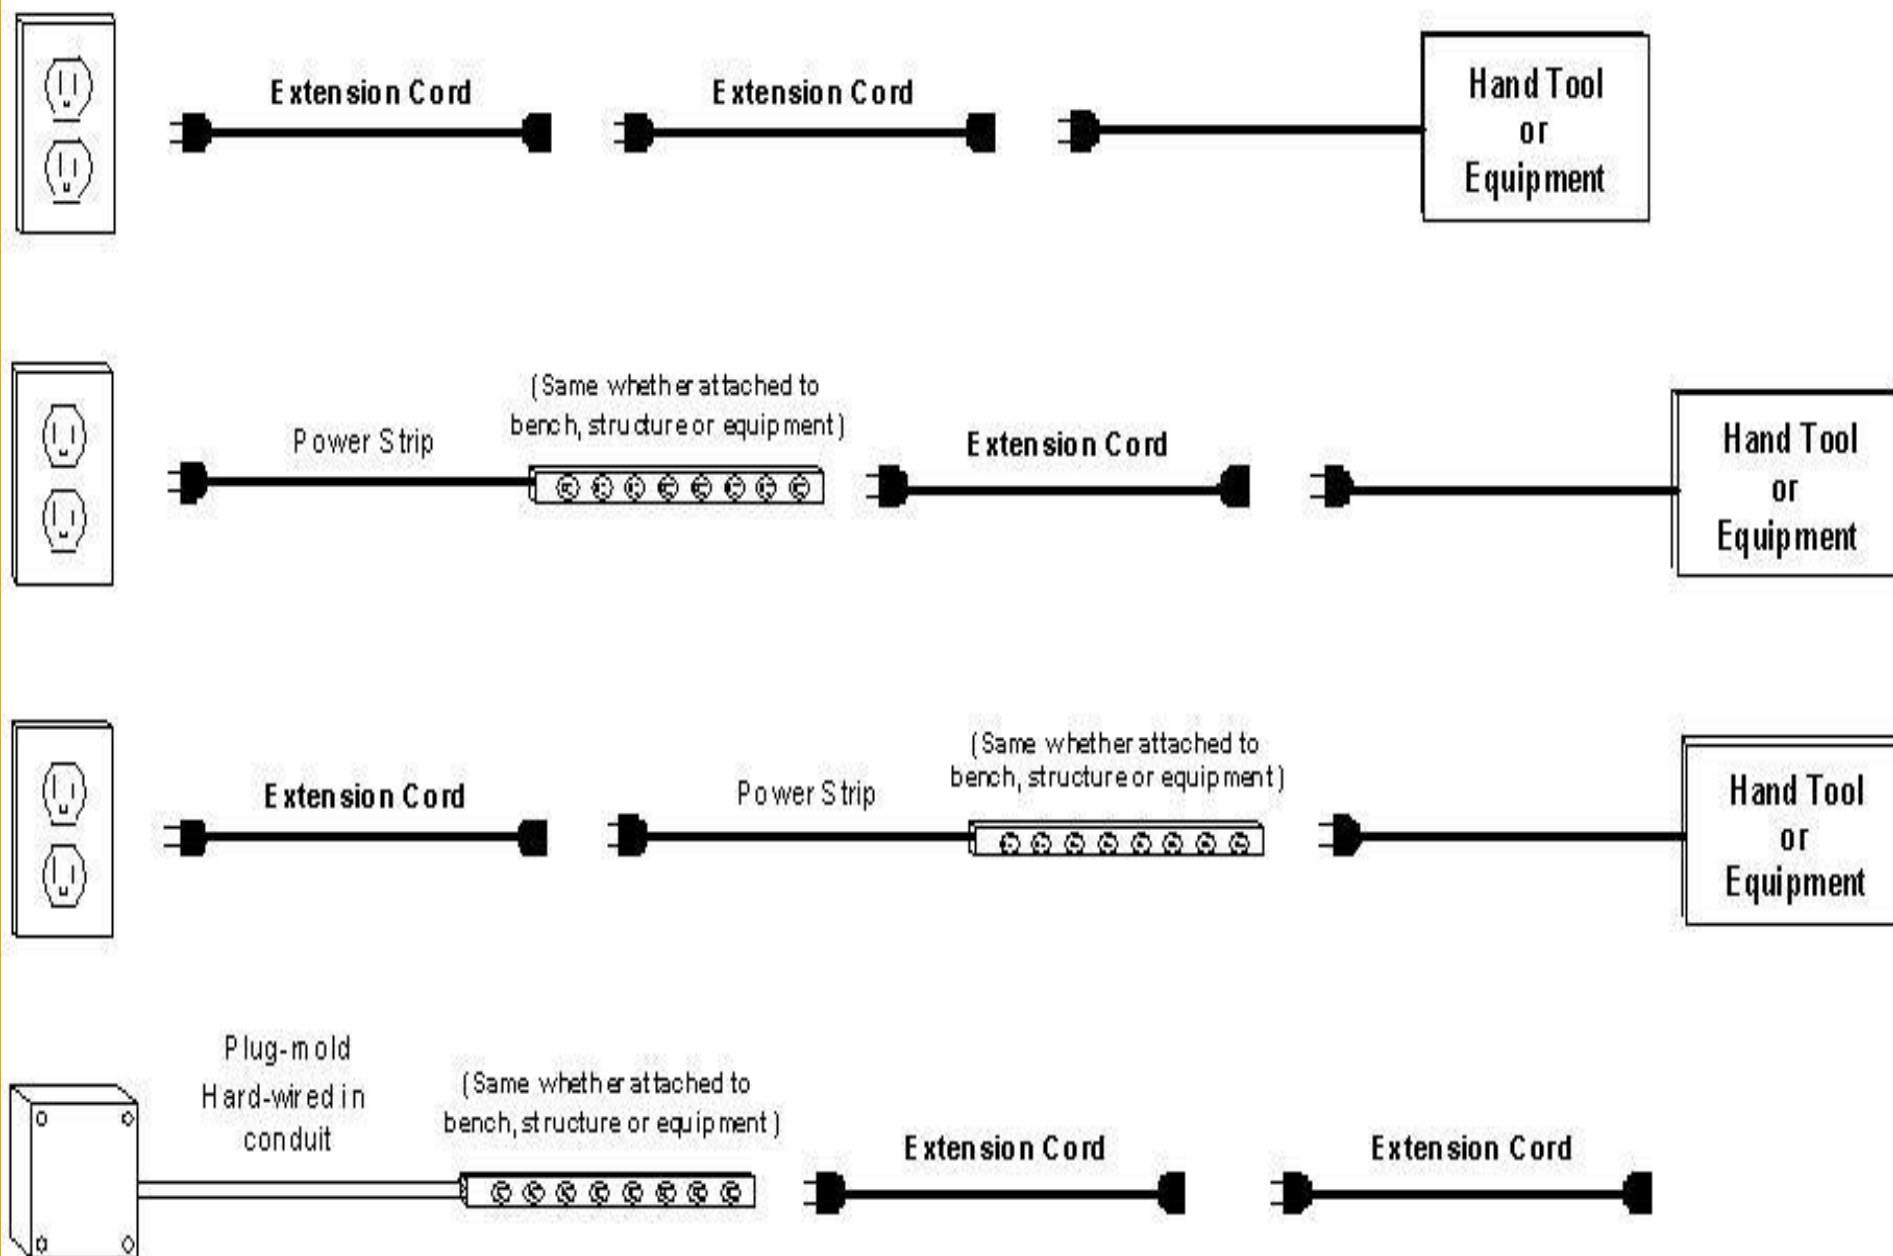 Extension Cord
Extension Cord
Hand Tool
or
Equipment
(Same whether attached to
bench, structure or equipment)
Power Strip
Extension Cord
Hand Tool
or
Equipment
(Same whether attached to
bench, structure or equipment)
Extension Cord
Power Strip
Hand Tool
or
Equipment
Plug-mold
Hard-wired in
conduit
(Same whether attached to
bench, structure or equipment)
Extension Cord
Extension Cord